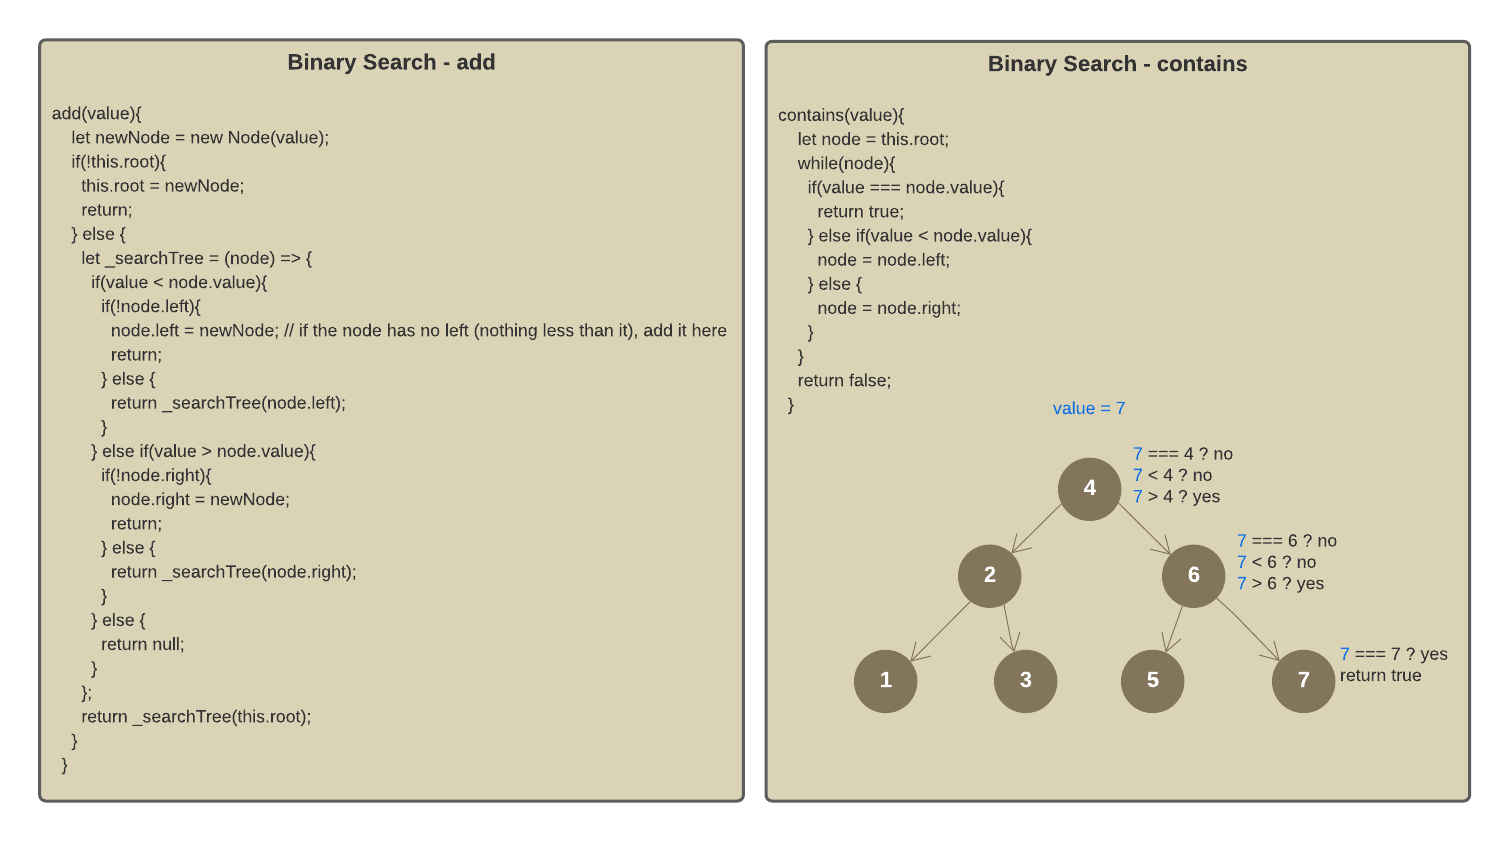 Binary Search - add
add(value){
let newNode = new Node(value);
if(!this.root){
this.root = newNode;
return;
} else {
let _searchTree = (node) => {
if(value < node.value){
if(!node.left){
node.left = newNode; // if the node has no left (nothing less than it), add it here
return;
} else {
return _searchTree(node.left);
}
} else if(value > node.value){
if(!node.right){
node.right = newNode;
return;
} else {
return _searchTree(node.right);
}
} else {
return null;
}
};
return _searchTree(this.root);
}
}
Binary Search - contains
contains(value){
let node = this.root;
while(node){
if(value === node.value){
return true;
} else if(value < node.value){
node = node.left;
} else {
node = node.right;
}
}
return false;
}
value = 7
4
7 === 4 ? no
7 < 4 ? no
7 > 4 ? yes
2
6
7 === 6 ? no
7 < 6 ? no
7 > 6 ? yes
1
3
5
7
7 === 7 ? yes
return true